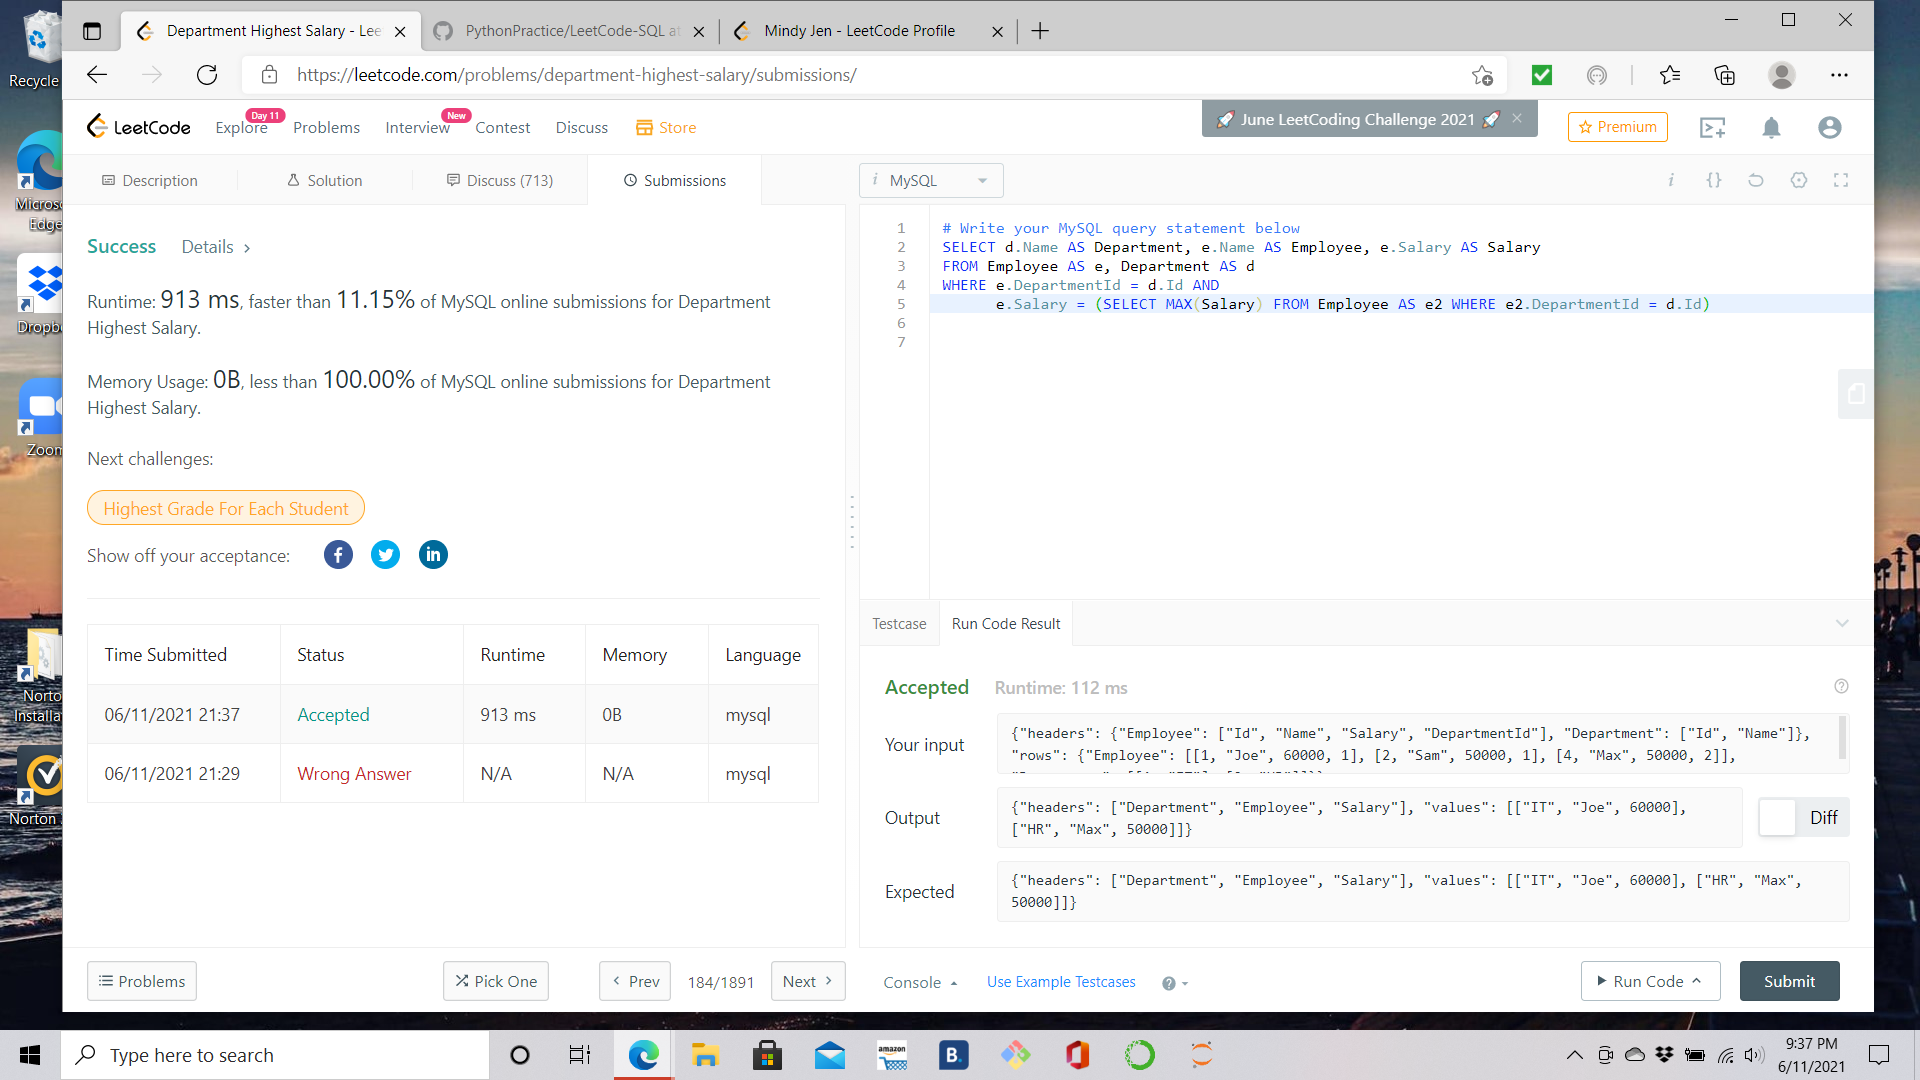 Recycle
Microso
Edge
Dropbo
Zoom
Norto
Installa
Norton
Department Highest Salary - Lee
PythonPractice/LeetCode-SQL at
Mindy Jen - LeetCode Profile
https://leetcode.com/problems/department-highest-salary/submissions/
LeetCode
Explore
Day 11
Problems
Interview
New
Contest
Discuss
Store
June LeetCoding Challenge 2021
Premium
Description
Solution
Discuss (713)
Submissions
i MySQL
Success Details >
Runtime: 913 ms, faster than 11.15% of MySQL online submissions for Department
Highest Salary.
Memory Usage: 0B, less than 100.00% of MySQL online submissions for Department
Highest Salary.
Next challenges:
Highest Grade For Each Student
Show off your acceptance:
Time Submitted Status Runtime Memory Language
06/11/2021 21:37 Accepted 913 ms 0B mysql
06/11/2021 21:29 Wrong Answer N/A N/A mysql
1 # Write your MySQL query statement below
2 SELECT d.Name AS Department, e.Name AS Employee, e.Salary AS Salary
3 FROM Employee AS e, Department AS d
4 WHERE e.DepartmentId = d.Id AND
5 e.Salary = (SELECT MAX(Salary) FROM Employee AS e2 WHERE e2.DepartmentId = d.Id)
6
7
Testcase Run Code Result
Accepted Runtime: 112 ms
Your input
{"headers": {"Employee": ["Id", "Name", "Salary", "DepartmentId"], "Department": ["Id", "Name"]},
"rows": {"Employee": [[1, "Joe", 60000, 1], [2, "Sam", 50000, 1], [4, "Max", 50000, 2]],
Output
{"headers": ["Department", "Employee", "Salary"], "values": [["IT", "Joe", 60000],
["HR", "Max", 50000]]}
Diff
Expected
{"headers": ["Department", "Employee", "Salary"], "values": [["IT", "Joe", 60000], ["HR", "Max",
50000]]}
Problems
Pick One
< Prev
184/1891
Next >
Console
Use Example Testcases
Run Code
Submit
Type here to search
amazon
B.
9:37 PM
6/11/2021